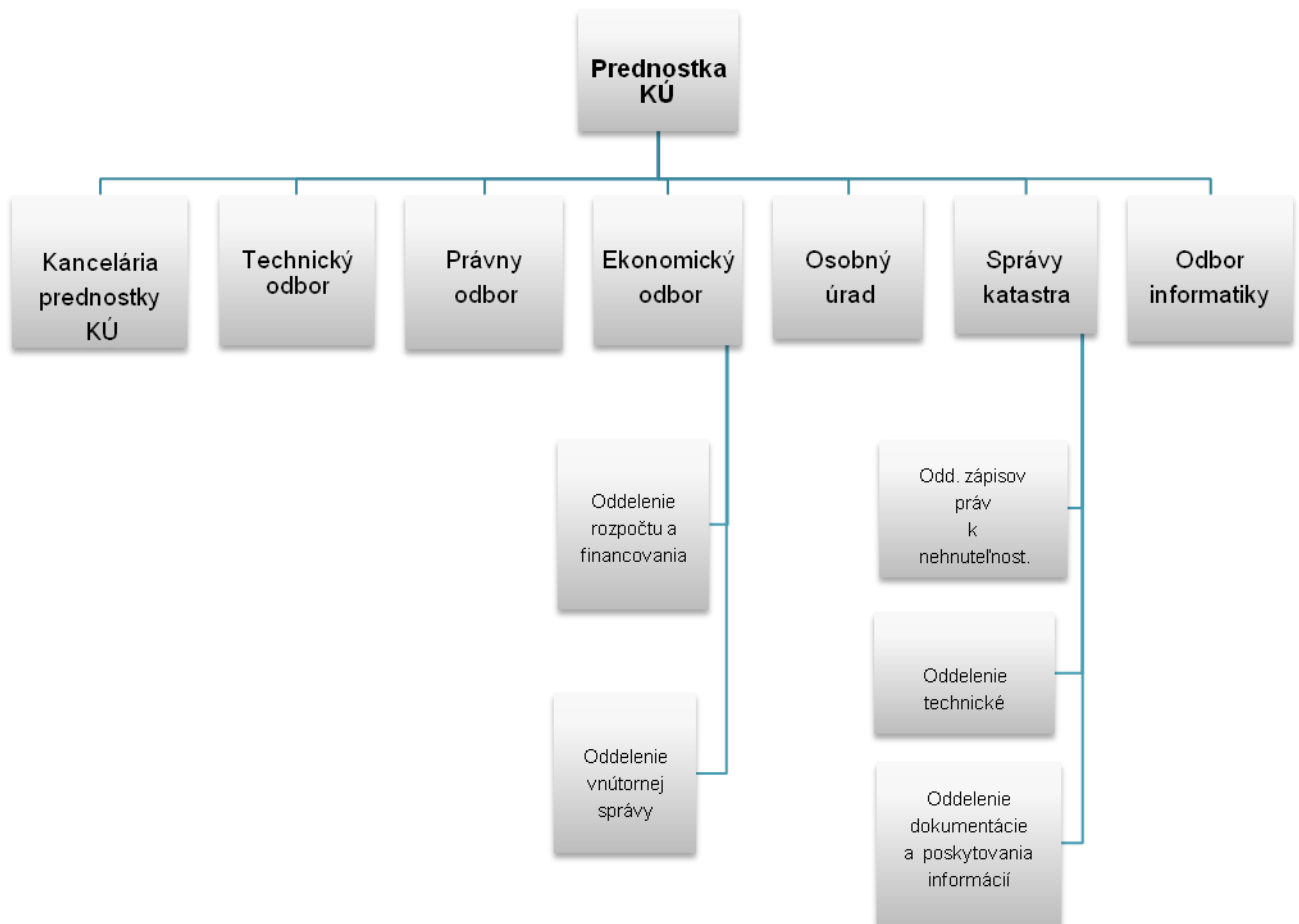 Prednostka
KÚ
Kancelária
prednostky
KÚ
Technický
odbor
Právny
odbor
Ekonomický
odbor
Osobný
úrad
Správy
katastra
Odbor
informatiky
Oddelenie
rozpočtu a
financovania
Oddelenie
vnútornej
správy
Odd. zápisov
práv
k
nehnuteľnost.
Oddelenie
technické
Oddelenie
dokumentácie
a poskytovania
informácií